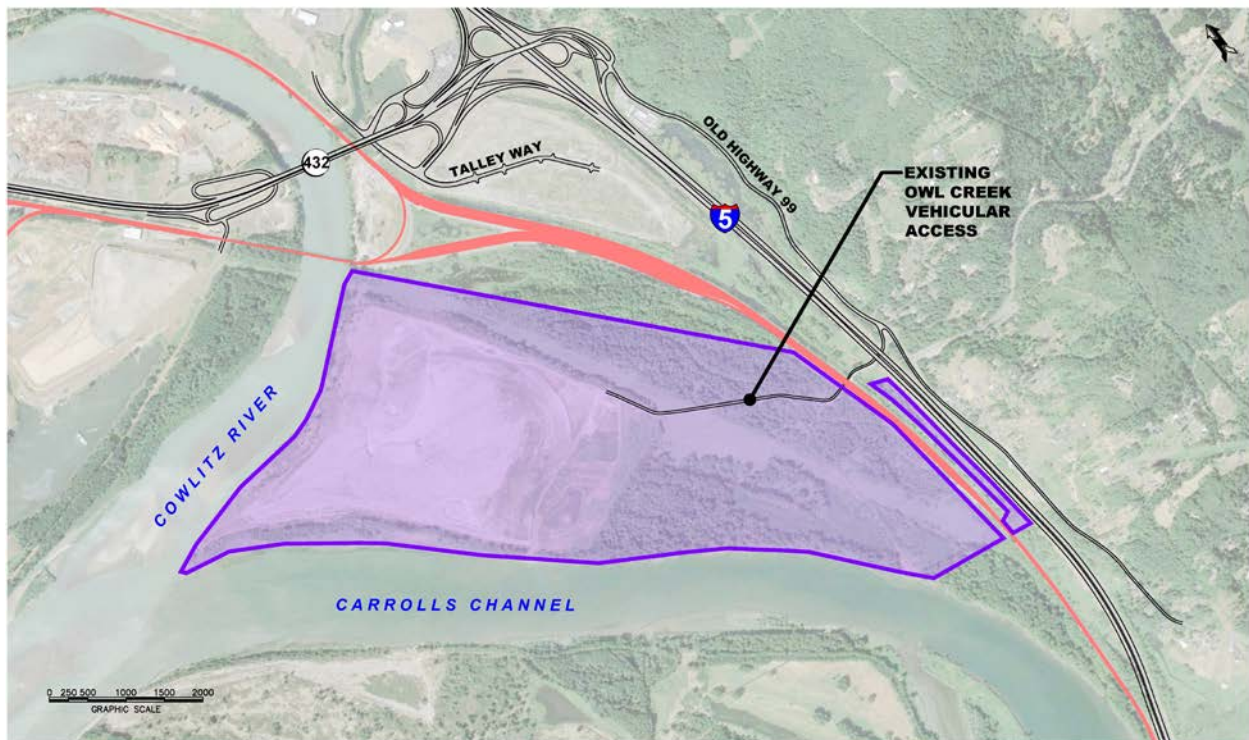 432
TALLEY WAY
OLD HIGHWAY 99
5
EXISTING
OWL CREEK
VEHICULAR
ACCESS
COWLITZ RIVER
CARROLLS CHANNEL
0 250 500 1000 1500 2000
GRAPHIC SCALE